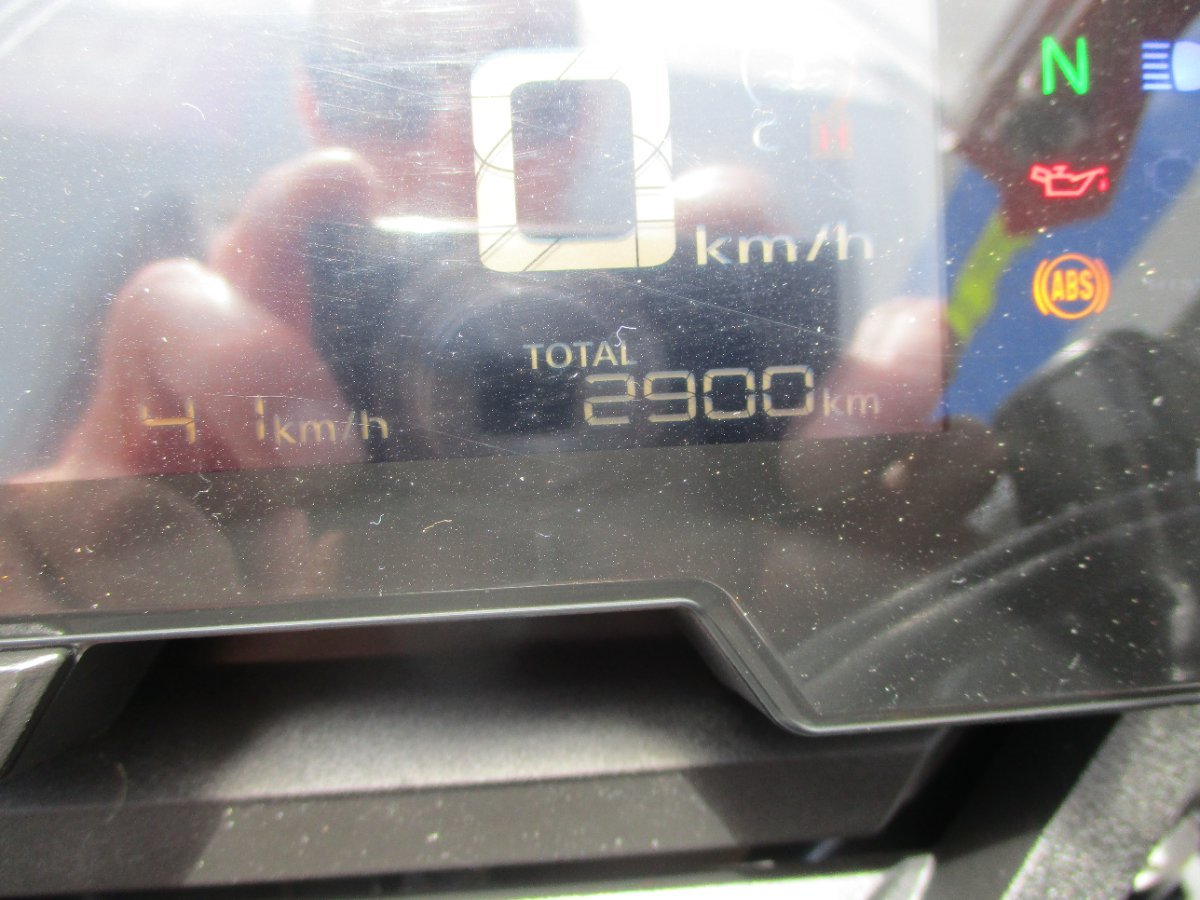 N
0 km/h
C H
ABS
TOTAL
2900 km
41 km/h